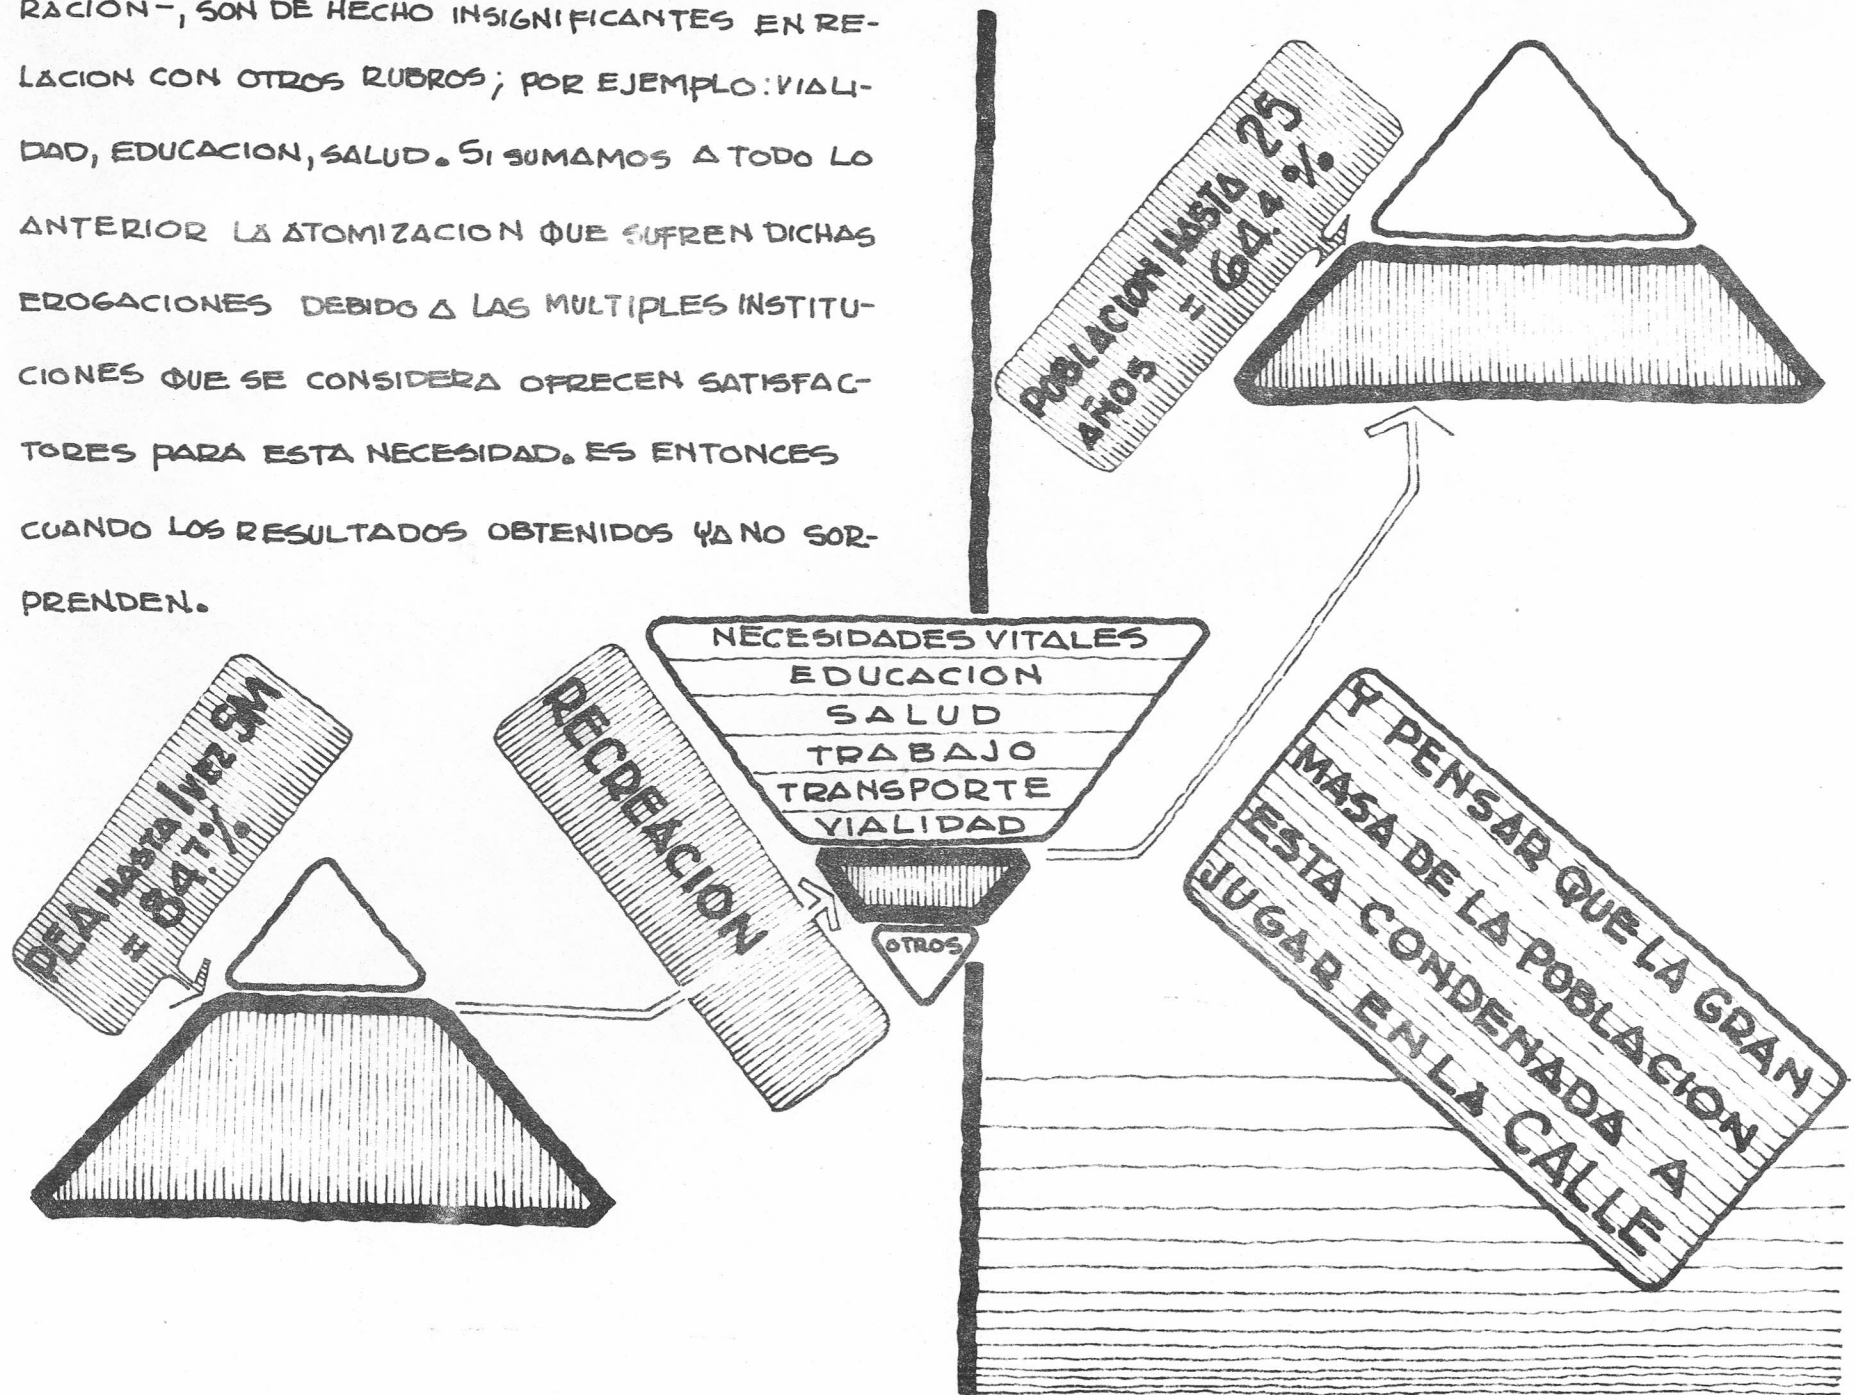 RACION-, SON DE HECHO INSIGNIFICANTES EN RE-
LACION CON OTROS RUBROS; POR EJEMPLO: VIALI-
DAD, EDUCACION, SALUD. SI SUMAMOS A TODO LO
ANTERIOR LA ATOMIZACION QUE SUFREN DICHAS
EROGACIONES DEBIDO A LAS MULTIPLES INSTITU-
CIONES QUE SE CONSIDERA OFRECEN SATISFAC-
TORES PARA ESTA NECESIDAD. ES ENTONCES
CUANDO LOS RESULTADOS OBTENIDOS YA NO SOR-
PRENDEN.
POBLACION HASTA 25
AÑOS = 64.4 %
NECESIDADES VITALES
EDUCACION
SALUD
TRABAJO
TRANSPORTE
VIALIDAD
OTROS
RECREACION
PEA HASTA 1 VEZ SM
= 84.7 %
Y PENSAR QUE LA GRAN
MASA DE LA POBLACION
ESTA CONDENADA A
JUGAR EN LA CALLE